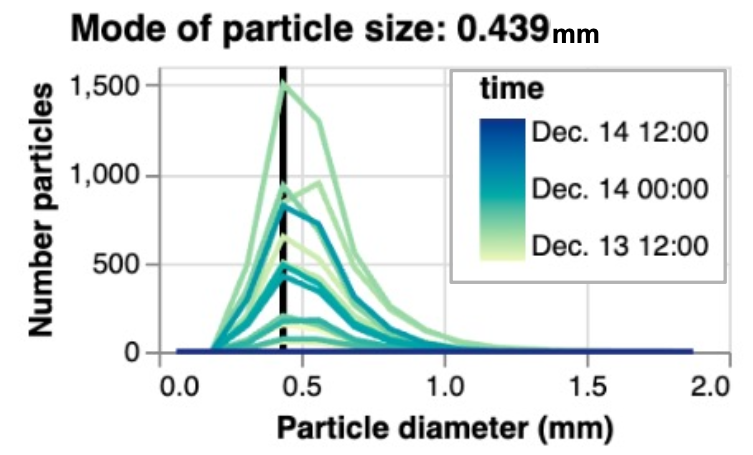 Mode of particle size: 0.439mm
Number particles
1,500
1,000
500
0
time
Dec. 14 12:00
Dec. 14 00:00
Dec. 13 12:00
0.0 0.5 1.0 1.5 2.0
Particle diameter (mm)